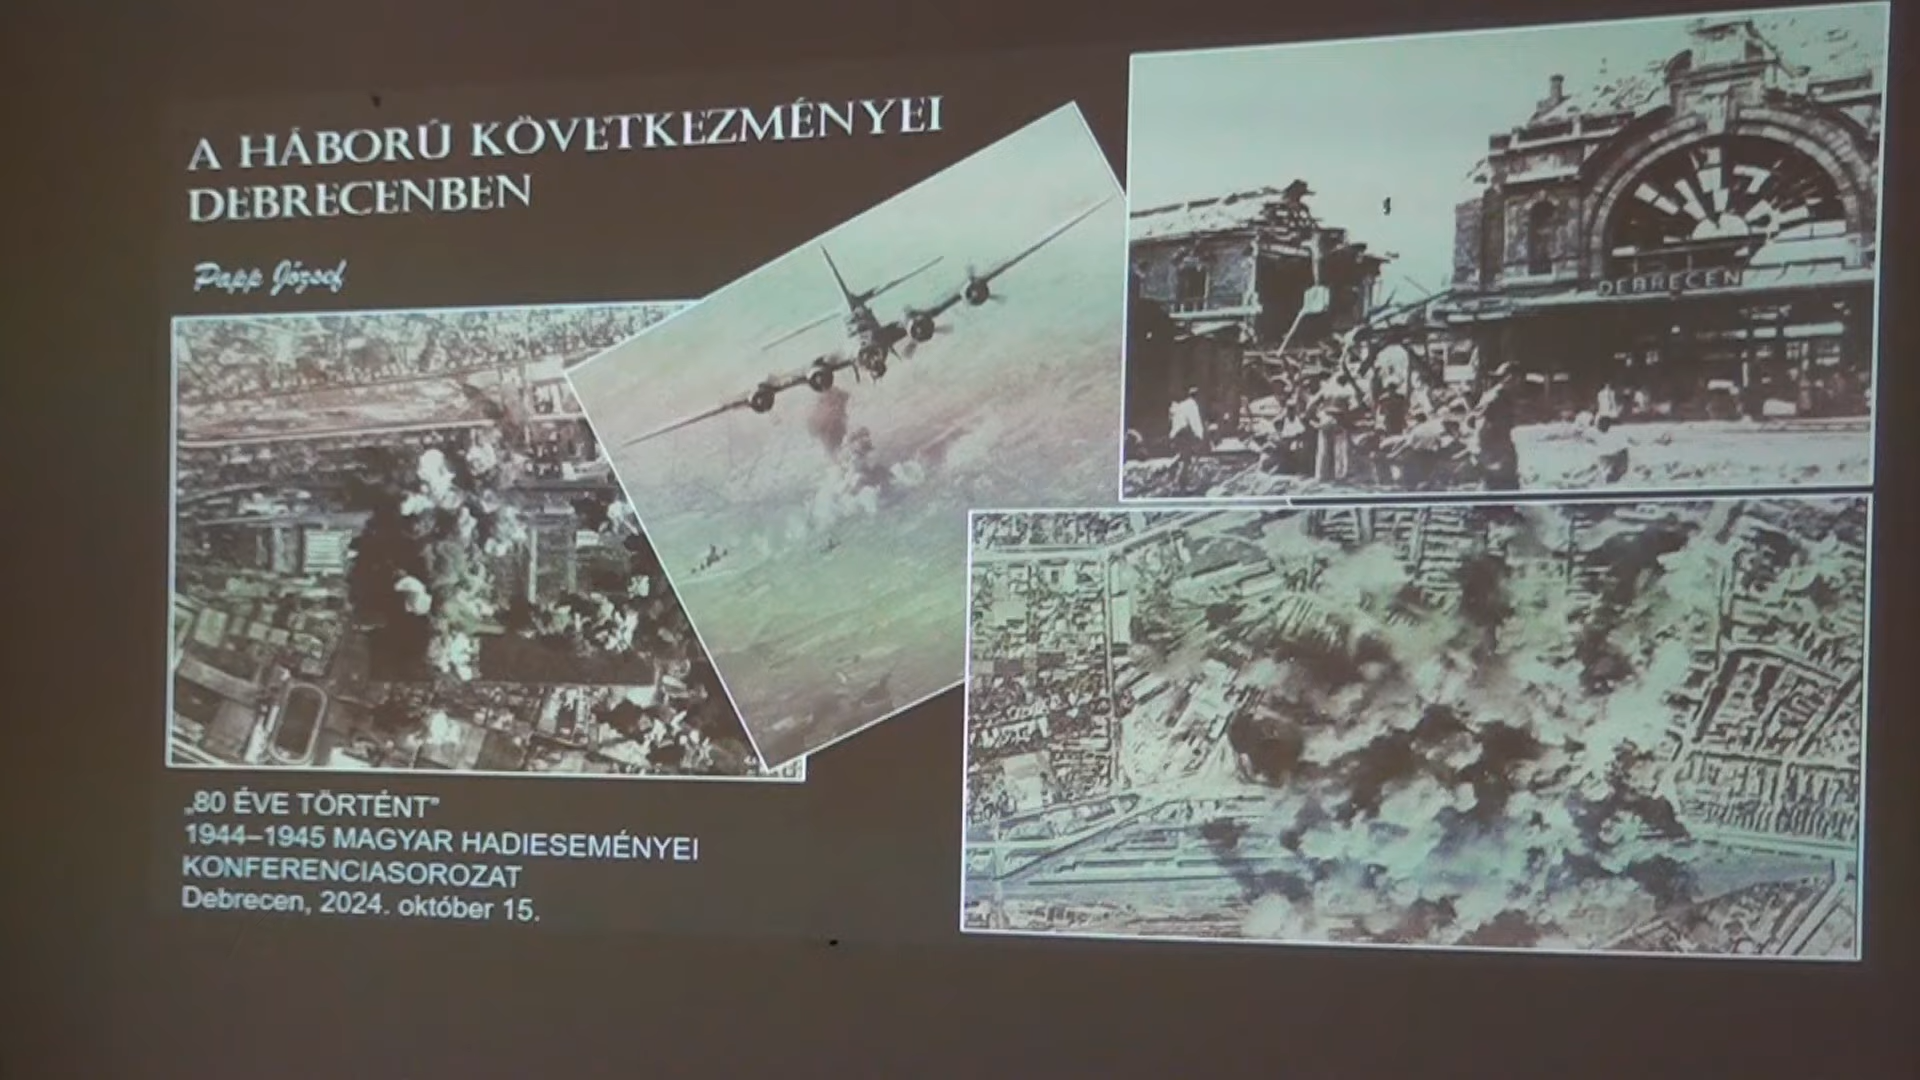 A HÁBORÚ KÖVETKEZMÉNYEI
DEBRECENBEN
Papp József
DEBRECEN
„80 ÉVE TÖRTÉNT”
1944–1945 MAGYAR HADIESEMÉNYEI
KONFERENCIASOROZAT
Debrecen, 2024. október 15.